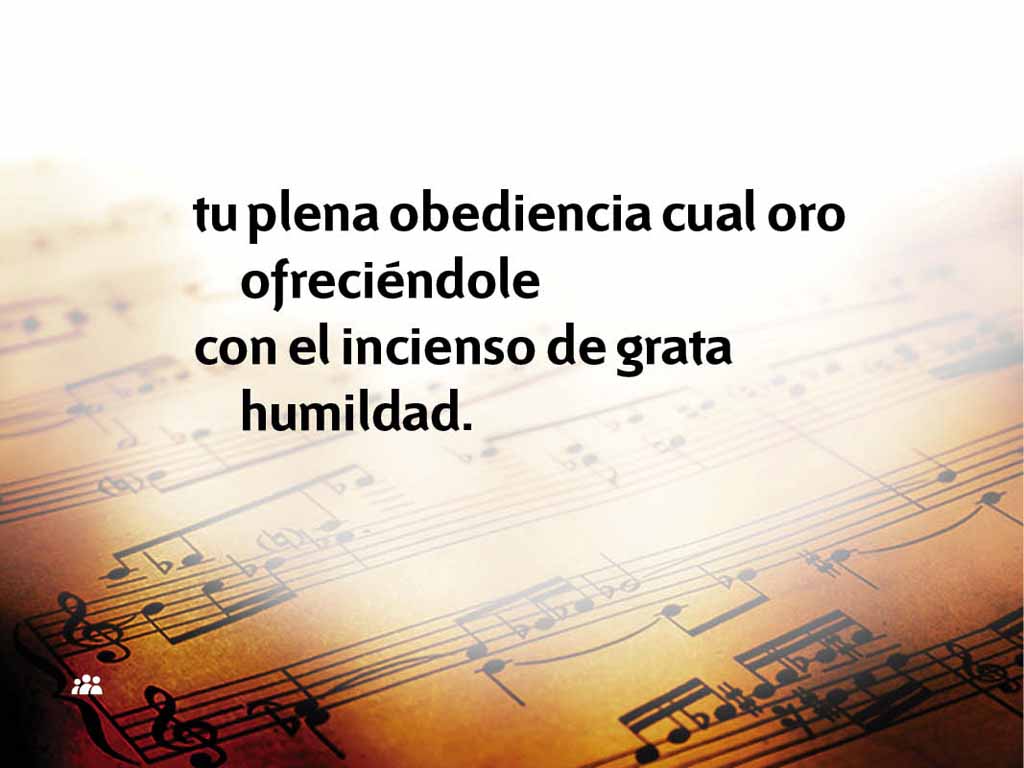 tu plena obediencia cual oro
ofreciéndole
con el incienso de grata
humildad.